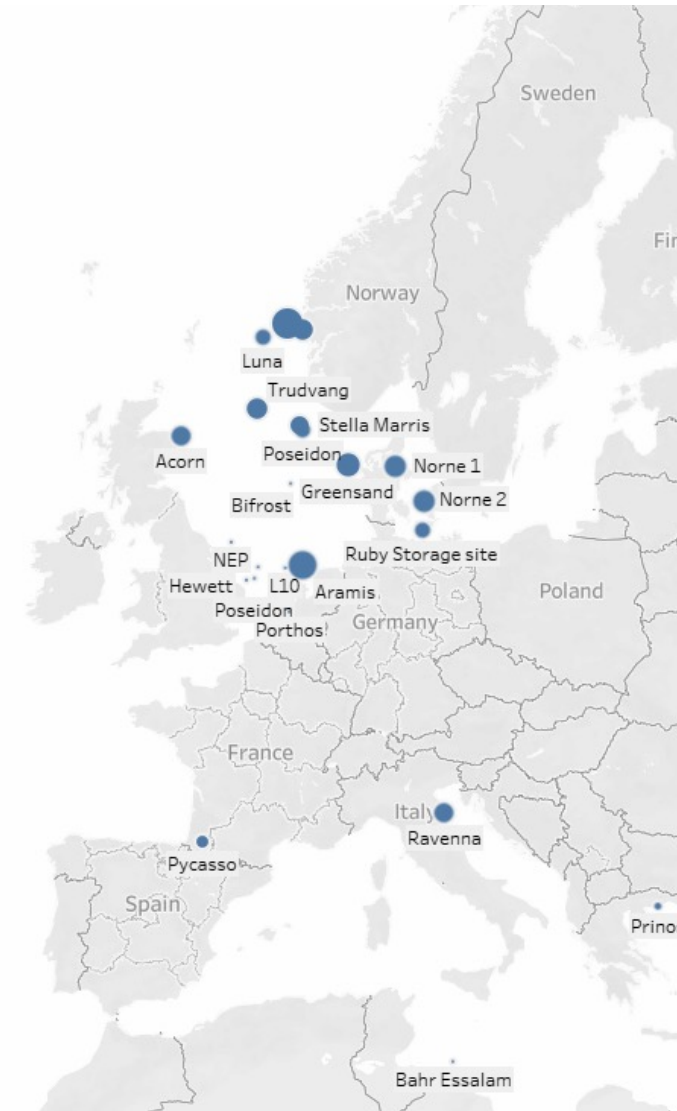 Sweden
Fin
Norway
Luna
Trudvang
Stella Marris
Acorn
Poseidon
Norne 1
Greensand
Bifrost
Norne 2
Ruby Storage site
NEP
Hewett
L10
Aramis
Poland
Poseidon
Germany
Porthos
France
Italy
Ravenna
Pycasso
Spain
Prino
Bahr Essalam